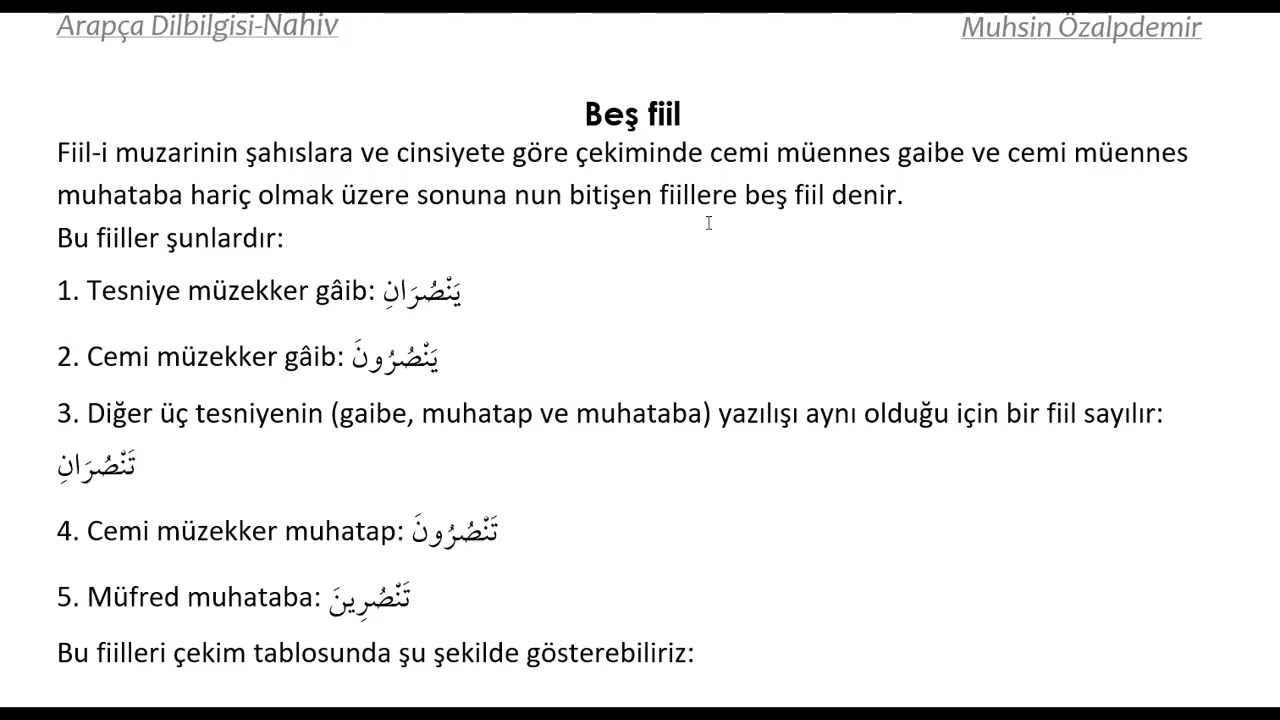 Arapça Dilbilgisi-Nahiv Muhsin Özalpdemir
Beş fiil
Fiil-i muzarinin şahıslara ve cinsiyete göre çekiminde cemi müennes gaibe ve cemi müennes
muhataba hariç olmak üzere sonuna nun bitişen fiillere beş fiil denir.
Bu fiiller şunlardır:
1. Tesniye müzekker gâib: يَنْصُرَانِ
2. Cemi müzekker gâib: يَنْصُرُونَ
3. Diğer üç tesniyenin (gaibe, muhatap ve muhataba) yazılışı aynı olduğu için bir fiil sayılır:
تَنْصُرَانِ
4. Cemi müzekker muhatap: تَنْصُرُونَ
5. Müfred muhataba: تَنْصُرِينَ
Bu fiilleri çekim tablosunda şu şekilde gösterebiliriz: